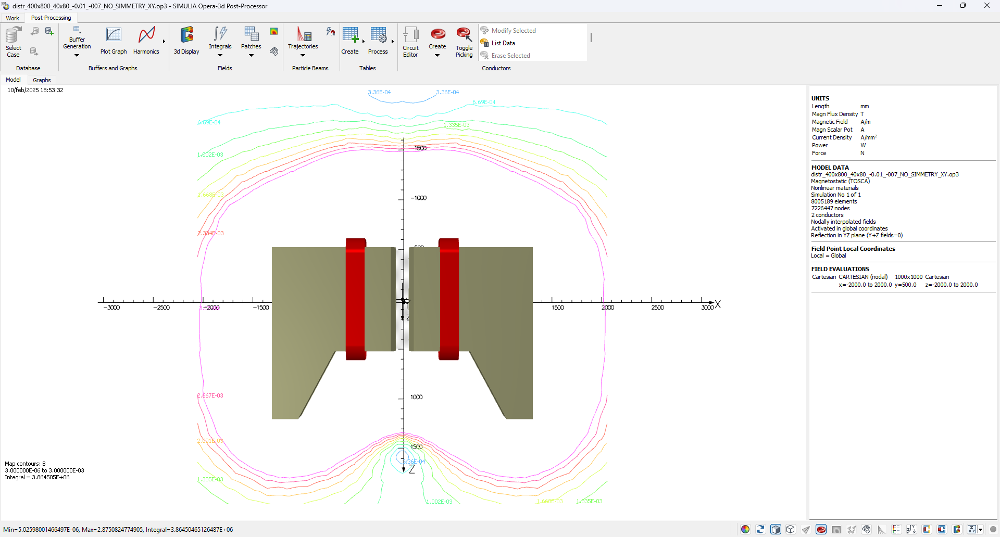 distr_400x800_40x80_-0.01_-007_NO_SIMMETRY_XY.op3 - SIMULIA Opera-3d Post-Processor
Work
Post-Processing
Select
Case
Database
Buffer
Generation
Plot Graph
Harmonics
Buffers and Graphs
3d Display
Integrals
Patches
Fields
Trajectories
Particle Beams
Create
Process
Tables
Circuit
Editor
Create
Toggle
Picking
Modify Selected
List Data
Erase Selected
Conductors
Model
Graphs
10/feb/2025 18:53:32
3.36E-04
3.36E-04
6.69E-04
6.69E-04
1.335E-03
1.002E-03
-1500
1.668E-03
-1000
2.334E-03
-3000
-2500
-2000
-1500
1500
2000
2500
3000
X
Y
Z
2.667E-03
1000
2.001E-03
1500
3.36E-04
Z
1.335E-03
1.002E-03
1.668E-03
1.335E-03
Map contours: B
3.000000E-06 to 3.000000E-03
Integral = 3.864505E+06
UNITS
Length mm
Magn Flux Density T
Magnetic Field A/m
Magn Scalar Pot A
Current Density A/mm²
Power W
Force N
MODEL DATA
distr_400x800_40x80_-0.01_-007_NO_SIMMETRY_XY.op3
Magnetostatic (TOSCA)
Nonlinear materials
Simulation No 1 of 1
8005189 elements
7226447 nodes
2 conductors
Nodally interpolated fields
Activated in global coordinates
Reflection in YZ plane (Y+Z fields=0)
Field Point Local Coordinates
Local = Global
FIELD EVALUATIONS
Cartesian CARTESIAN (nodal) 1000x1000 Cartesian
x=-2000.0 to 2000.0 y=500.0 z=-2000.0 to 2000.0
Min=5.02598001466497E-06, Max=2.8750824774905, Integral=3.86450465126487E+06